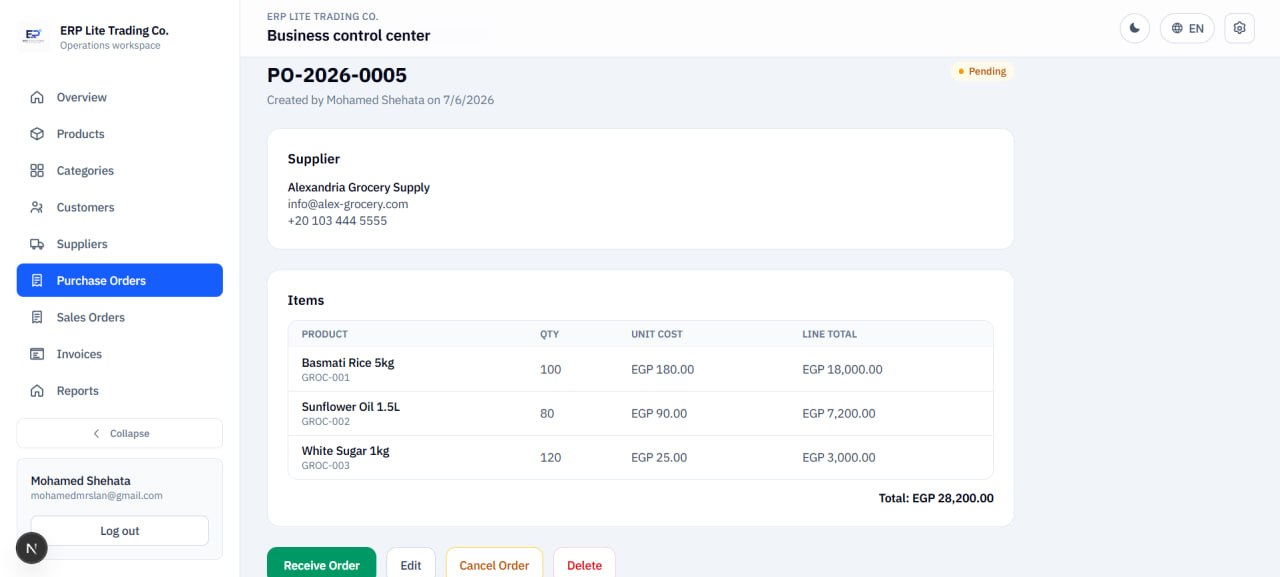 ERP
ERP Lite Trading Co.
Operations workspace
Overview
Products
Categories
Customers
Suppliers
Purchase Orders
Sales Orders
Invoices
Reports
Collapse
Mohamed Shehata
mohamedmrslan@gmail.com
Log out
N
ERP LITE TRADING CO.
Business control center
EN
PO-2026-0005
Pending
Created by Mohamed Shehata on 7/6/2026
Supplier
Alexandria Grocery Supply
info@alex-grocery.com
+20 103 444 5555
Items
PRODUCT QTY UNIT COST LINE TOTAL
Basmati Rice 5kg
GROC-001
100 EGP 180.00 EGP 18,000.00
Sunflower Oil 1.5L
GROC-002
80 EGP 90.00 EGP 7,200.00
White Sugar 1kg
GROC-003
120 EGP 25.00 EGP 3,000.00
Total: EGP 28,200.00
Receive Order Edit Cancel Order Delete